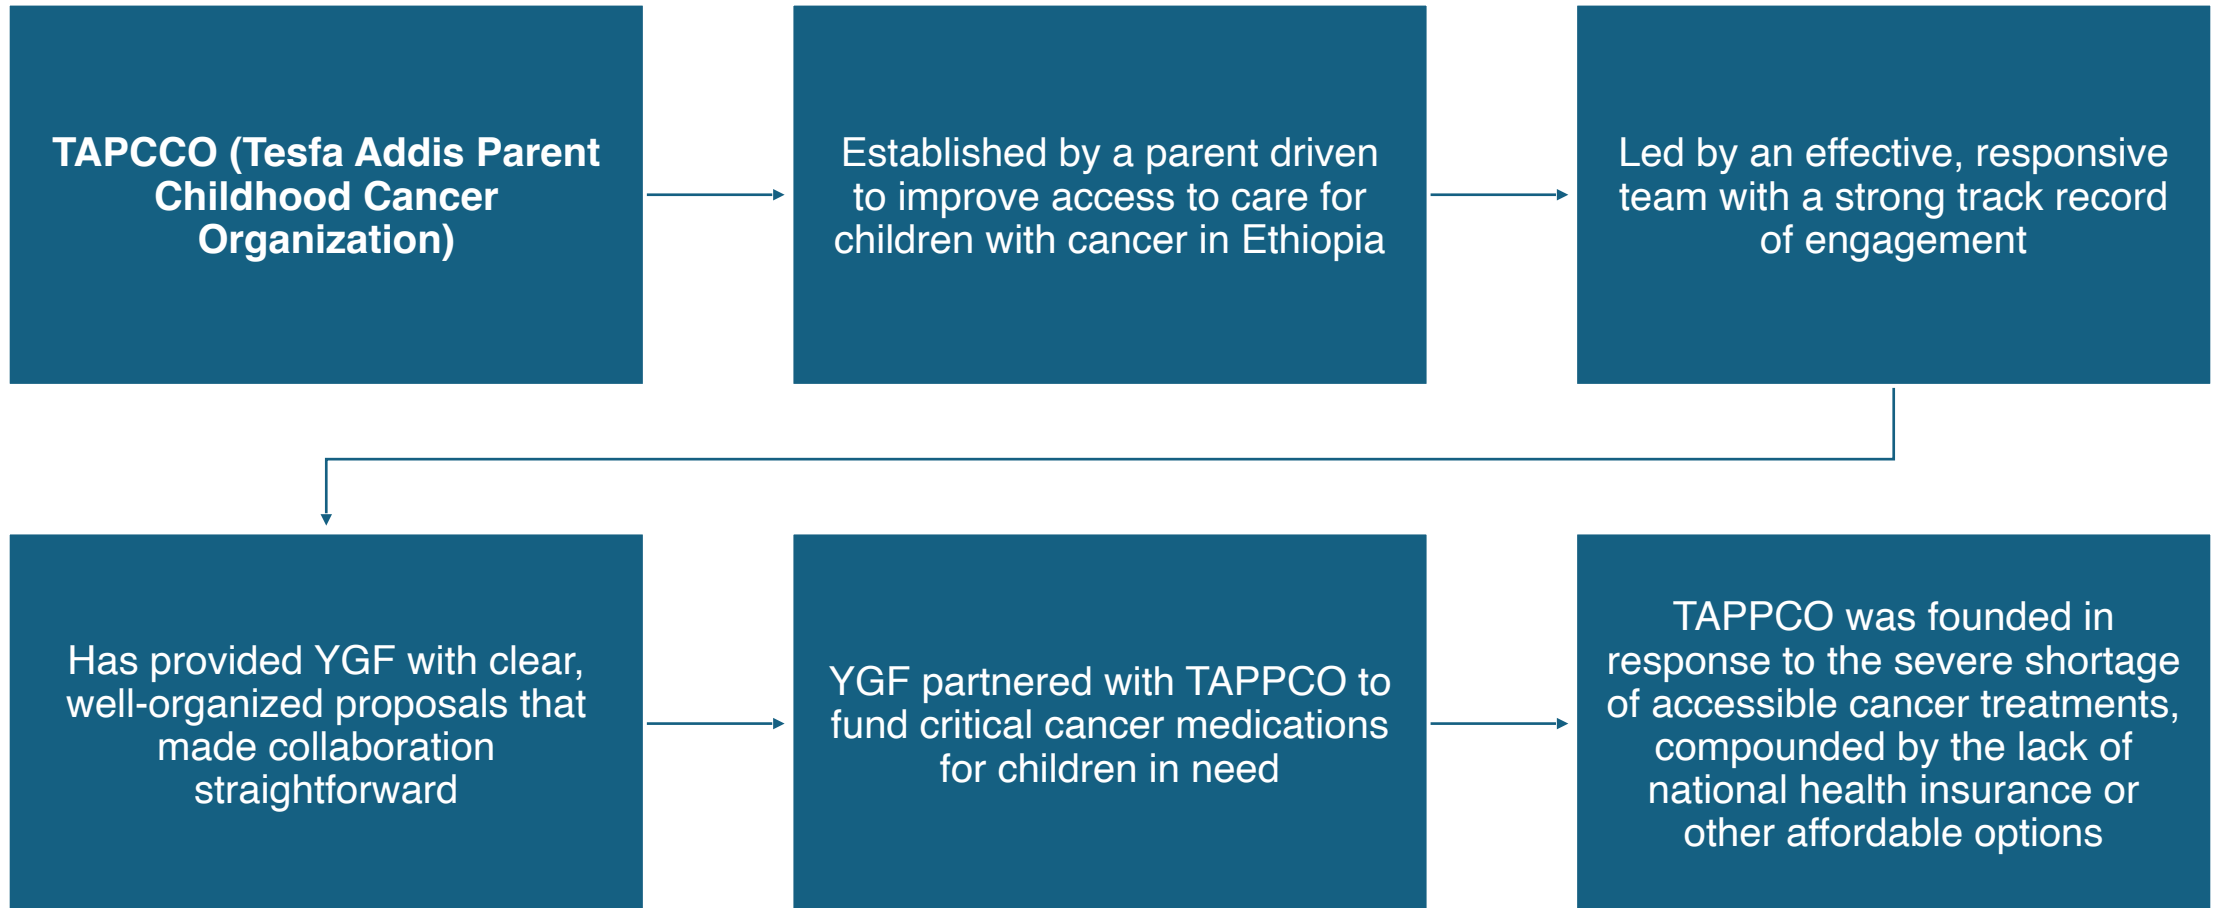 TAPCCO (Tesfa Addis Parent
Childhood Cancer
Organization)
Established by a parent driven
to improve access to care for
children with cancer in Ethiopia
Led by an effective, responsive
team with a strong track record
of engagement
Has provided YGF with clear,
well-organized proposals that
made collaboration
straightforward
YGF partnered with TAPPCO to
fund critical cancer medications
for children in need
TAPPCO was founded in
response to the severe shortage
of accessible cancer treatments,
compounded by the lack of
national health insurance or
other affordable options